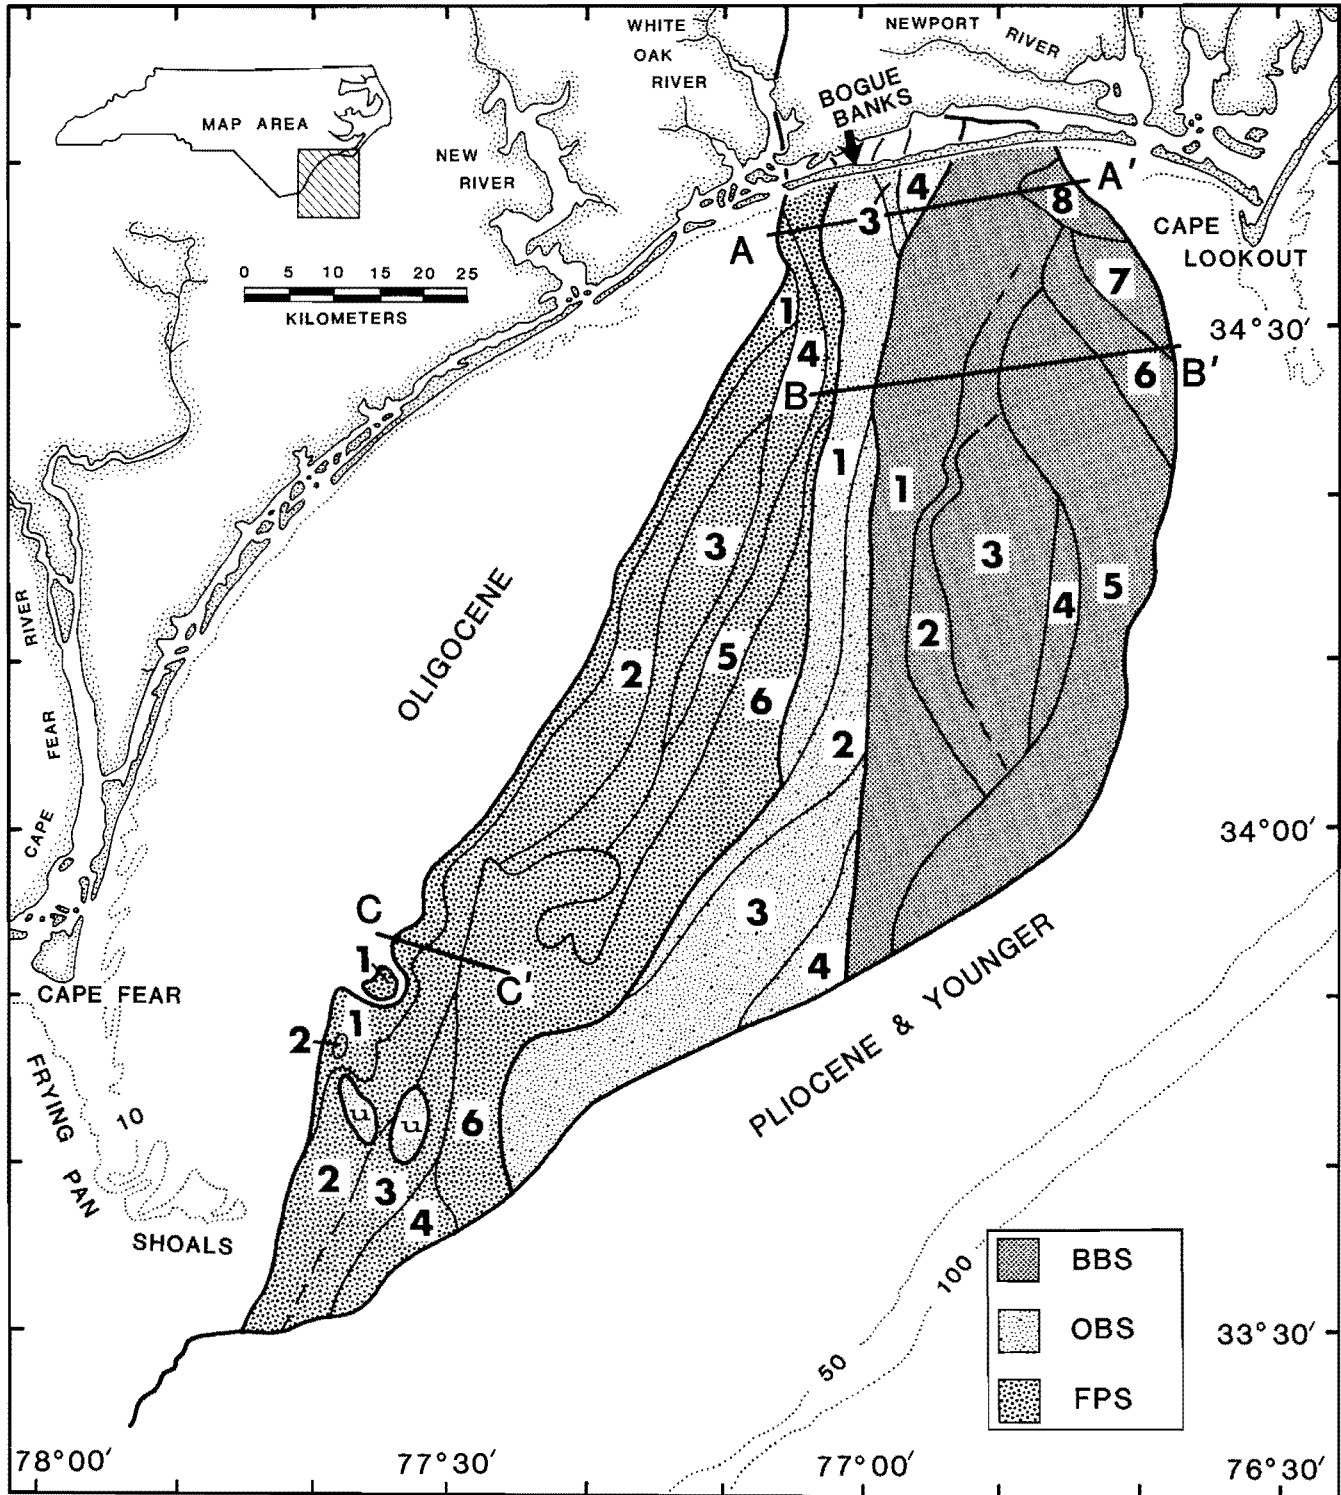 WHITE
OAK
RIVER
NEWPORT
RIVER
MAP AREA
BOGUE
BANKS
NEW
RIVER
A'
A
CAPE
LOOKOUT
0 5 10 15 20 25
KILOMETERS
3
4
8
7
1
4
34°30'
B
B'
6
1
1
3
3
5
4
2
OLIGOCENE
2
5
6
2
RIVER
FEAR
CAPE
34°00'
C
C'
3
4
1
CAPE FEAR
1
2
PLIOCENE & YOUNGER
FRYING PAN
SHOALS
10
u
u
6
2
3
4
100
50
BBS
OBS
FPS
33°30'
78°00'
77°30'
77°00'
76°30'